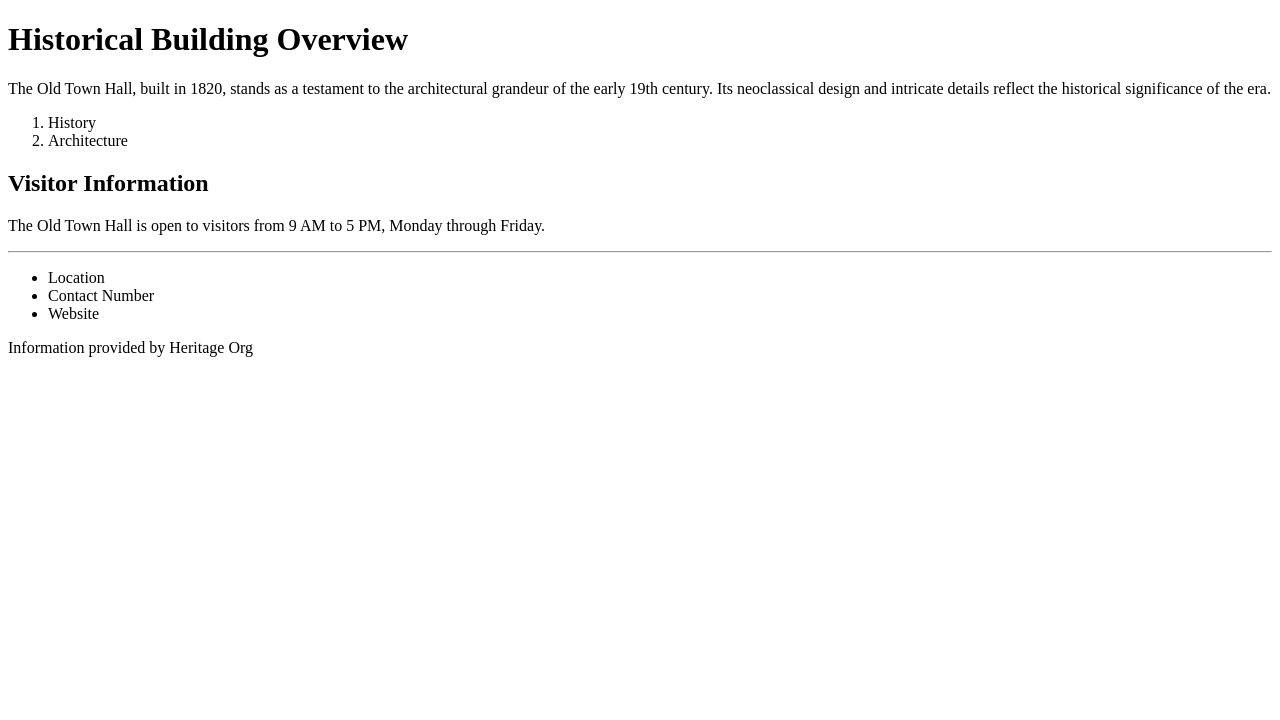 Historical Building Overview
The Old Town Hall, built in 1820, stands as a testament to the architectural grandeur of the early 19th century. Its neoclassical design and intricate details reflect the historical significance of the era.
1. History
2. Architecture
Visitor Information
The Old Town Hall is open to visitors from 9 AM to 5 PM, Monday through Friday.
• Location
• Contact Number
• Website
Information provided by Heritage Org